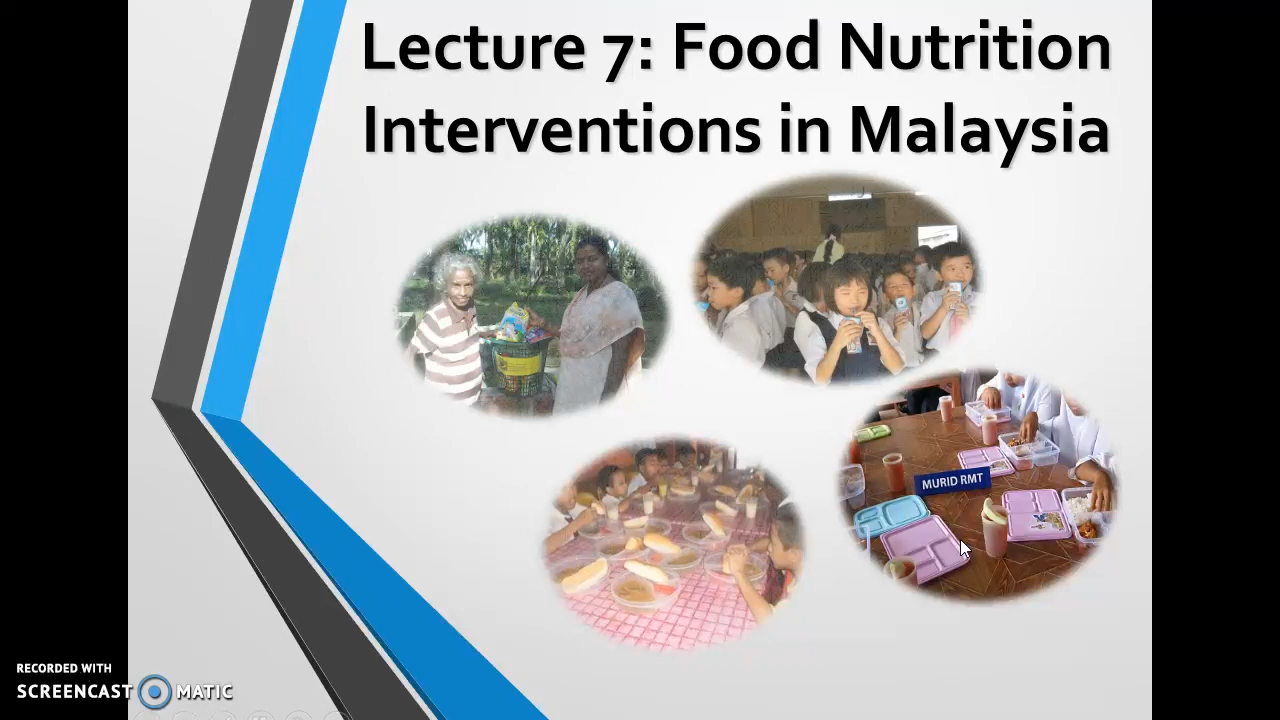 Lecture 7: Food Nutrition
Interventions in Malaysia
MURID RMT
RECORDED WITH
SCREENCAST MATIC